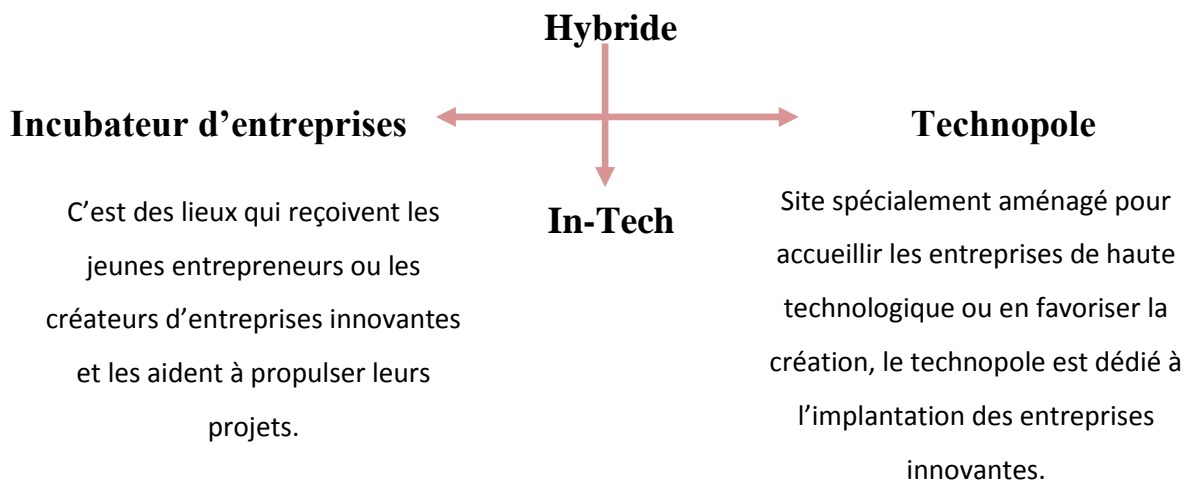 Hybride
Incubateur d’entreprises
Technopole
C’est des lieux qui reçoivent les
jeunes entrepreneurs ou les
créateurs d’entreprises innovantes
et les aident à propulser leurs
projets.
In-Tech
Site spécialement aménagé pour
accueillir les entreprises de haute
technologique ou en favoriser la
création, le technopole est dédié à
l’implantation des entreprises
innovantes.